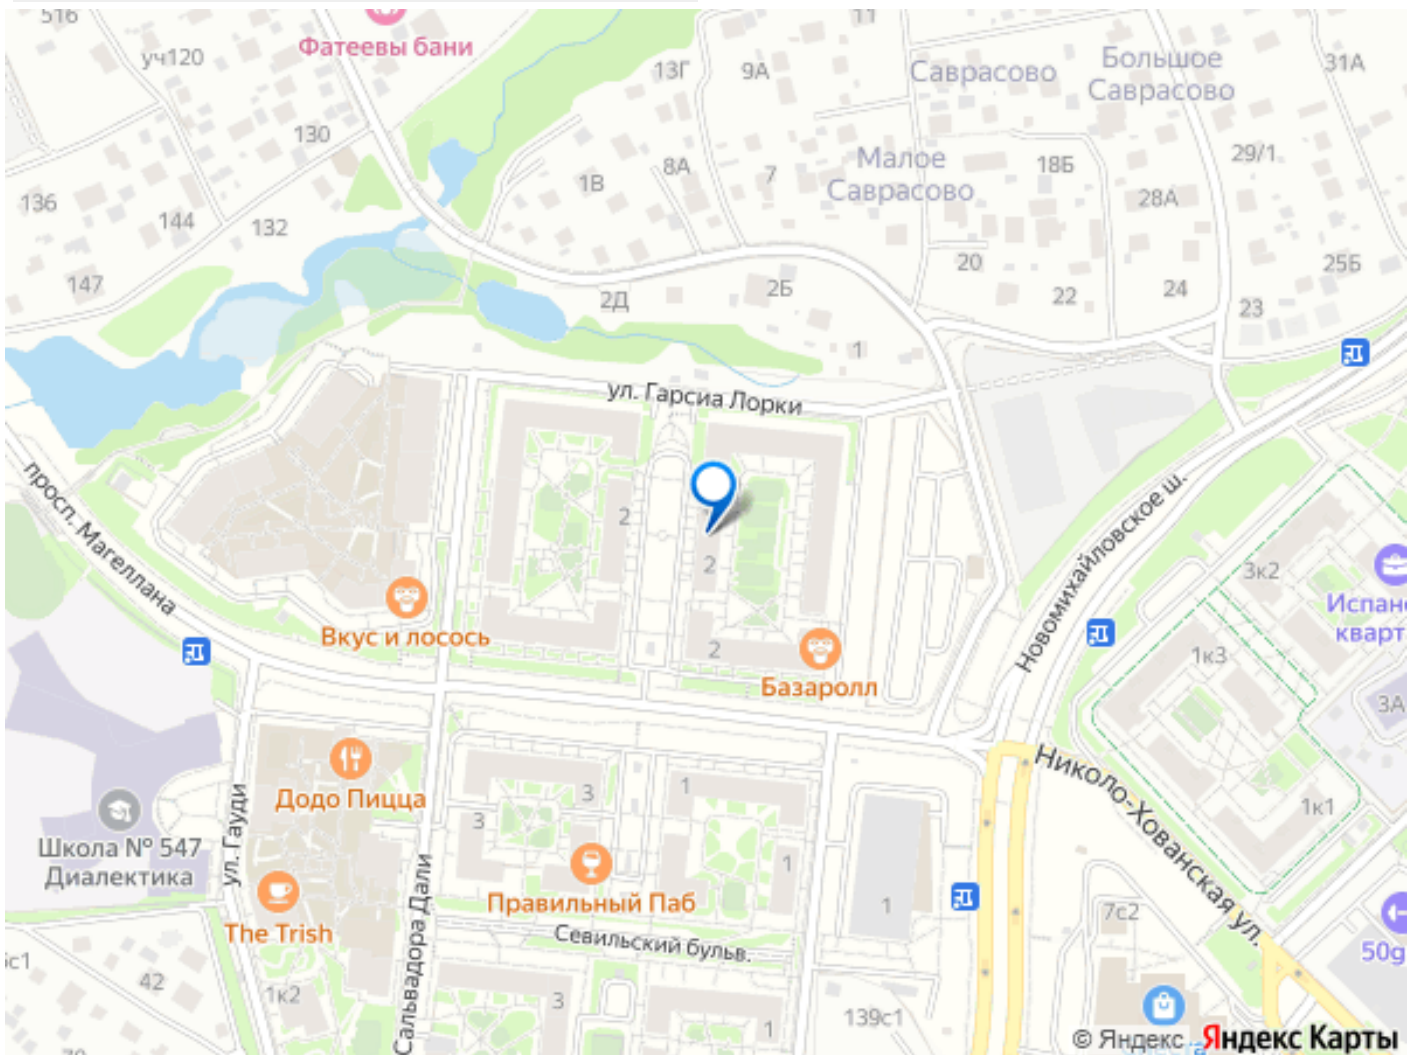 516
Фатеевы бани
11
уч120
13Г
9А
Саврасово
Большое
Саврасово
31А
130
29/1
8А
7
Малое
Саврасово
18Б
1В
28А
136
144
132
147
20
25Б
2Д
2Б
22
24
23
1
ул. Гарсиа Лорки
просп. Магеллана
2
2
2
Новомихайловское ш.
3к2
Испан
кварт
Вкус и лосось
1к3
Базаролл
3А
Николо-Хованская ул.
Додо Пицца
3
1
3
1к1
Школа № 547
Диалектика
ул. Гауди
Сальвадора Дали
1
Правильный Паб
1
7с2
The Trish
Севильский бульв.
50g
42
1к2
3
1
139с1
© Яндекс Яндекс Карты